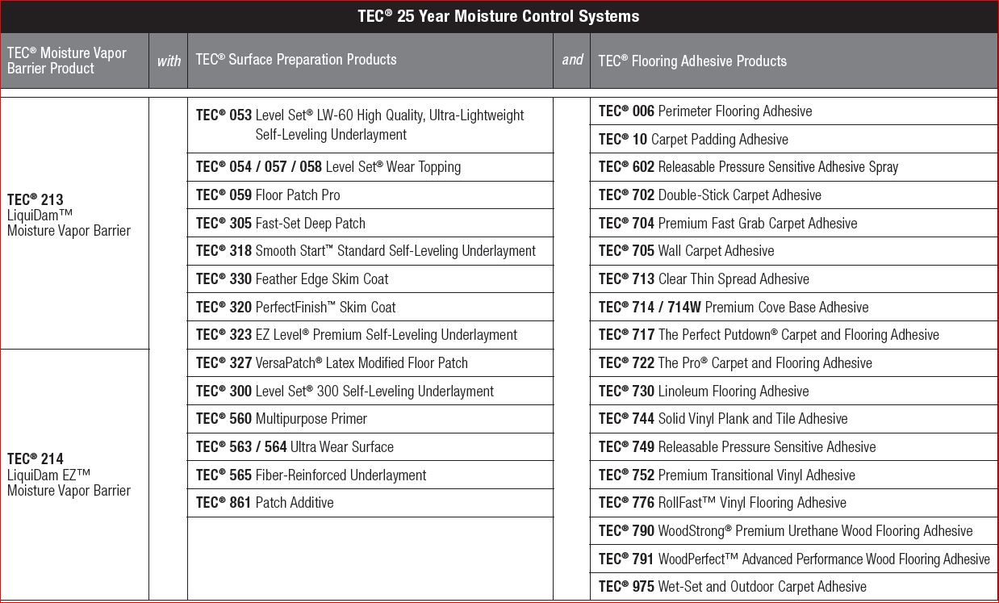 TEC® 25 Year Moisture Control Systems
TEC® Moisture Vapor
Barrier Product
with
TEC® Surface Preparation Products
and
TEC® Flooring Adhesive Products
TEC® 213
LiquiDam™
Moisture Vapor Barrier
TEC® 214
LiquiDam EZ™
Moisture Vapor Barrier
TEC® 053 Level Set® LW-60 High Quality, Ultra-Lightweight
Self-Leveling Underlayment
TEC® 054 / 057 / 058 Level Set® Wear Topping
TEC® 059 Floor Patch Pro
TEC® 305 Fast-Set Deep Patch
TEC® 318 Smooth Start™ Standard Self-Leveling Underlayment
TEC® 330 Feather Edge Skim Coat
TEC® 320 PerfectFinish™ Skim Coat
TEC® 323 EZ Level® Premium Self-Leveling Underlayment
TEC® 327 VersaPatch® Latex Modified Floor Patch
TEC® 300 Level Set® 300 Self-Leveling Underlayment
TEC® 560 Multipurpose Primer
TEC® 563 / 564 Ultra Wear Surface
TEC® 565 Fiber-Reinforced Underlayment
TEC® 861 Patch Additive
TEC® 006 Perimeter Flooring Adhesive
TEC® 10 Carpet Padding Adhesive
TEC® 602 Releasable Pressure Sensitive Adhesive Spray
TEC® 702 Double-Stick Carpet Adhesive
TEC® 704 Premium Fast Grab Carpet Adhesive
TEC® 705 Wall Carpet Adhesive
TEC® 713 Clear Thin Spread Adhesive
TEC® 714 / 714W Premium Cove Base Adhesive
TEC® 717 The Perfect Putdown® Carpet and Flooring Adhesive
TEC® 722 The Pro® Carpet and Flooring Adhesive
TEC® 730 Linoleum Flooring Adhesive
TEC® 744 Solid Vinyl Plank and Tile Adhesive
TEC® 749 Releasable Pressure Sensitive Adhesive
TEC® 752 Premium Transitional Vinyl Adhesive
TEC® 776 RollFast™ Vinyl Flooring Adhesive
TEC® 790 WoodStrong® Premium Urethane Wood Flooring Adhesive
TEC® 791 WoodPerfect™ Advanced Performance Wood Flooring Adhesive
TEC® 975 Wet-Set and Outdoor Carpet Adhesive